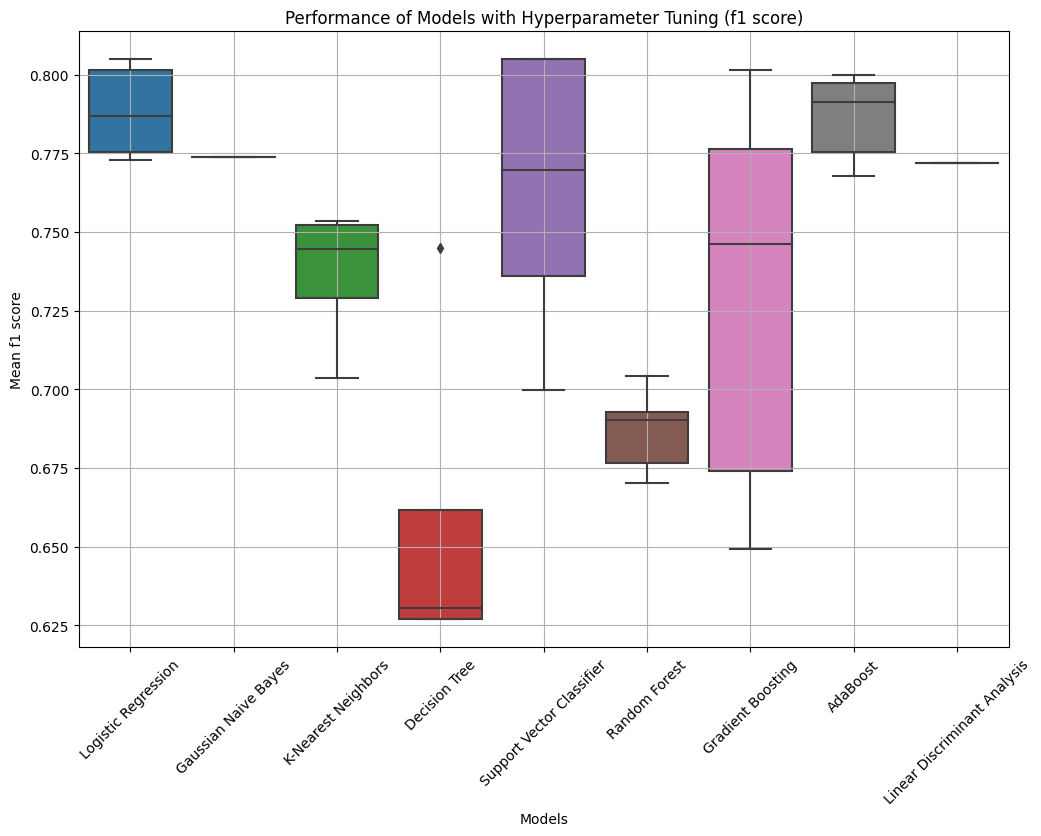 Performance of Models with Hyperparameter Tuning (f1 score)
Mean f1 score
0.800
0.775
0.750
0.725
0.700
0.675
0.650
0.625
Logistic Regression
Gaussian Naive Bayes
K-Nearest Neighbors
Decision Tree
Support Vector Classifier
Random Forest
Gradient Boosting
AdaBoost
Linear Discriminant Analysis
Models